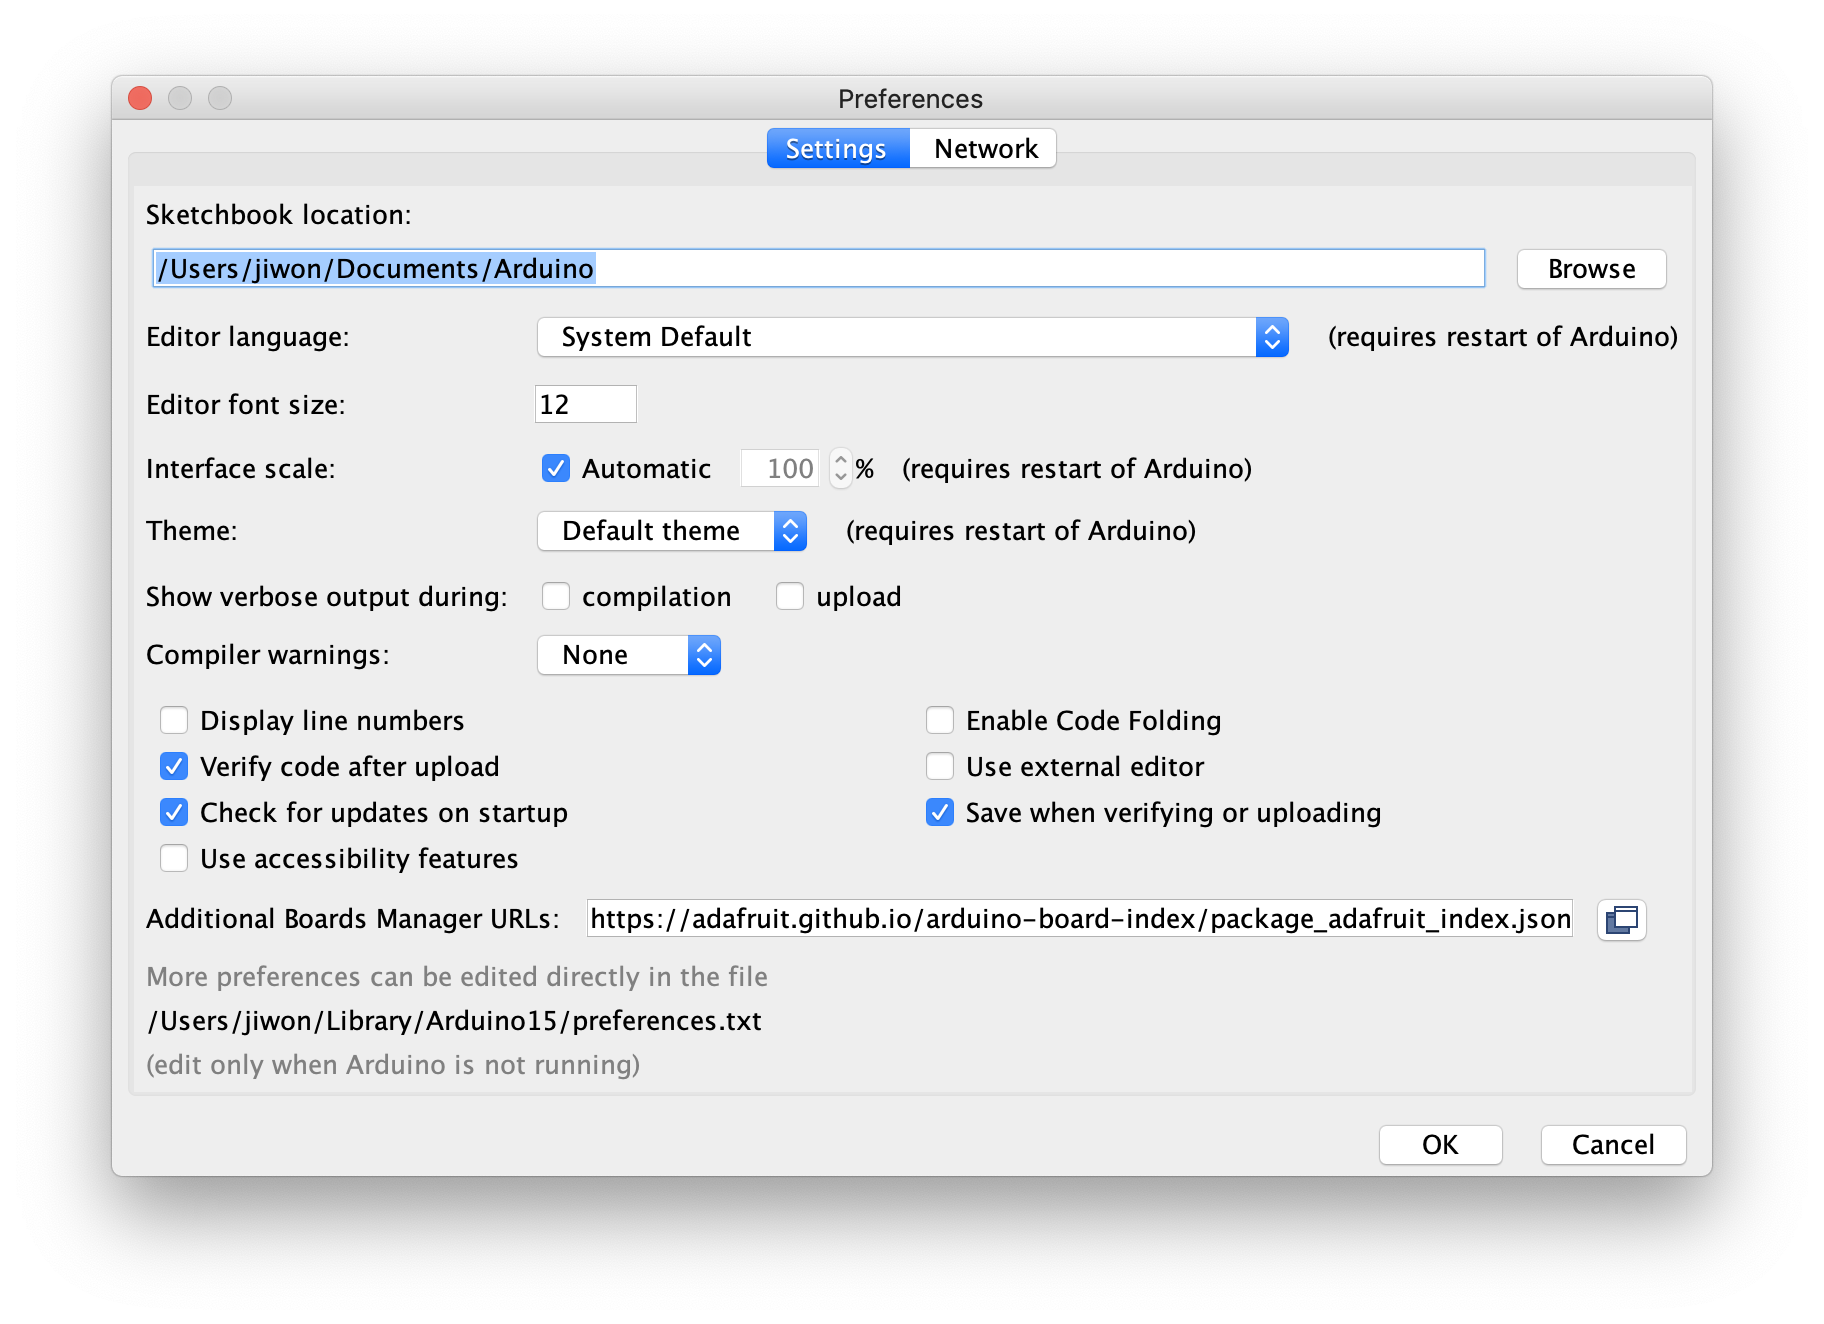 Preferences
Settings Network
Sketchbook location:
/Users/jiwon/Documents/Arduino Browse
Editor language: System Default (requires restart of Arduino)
Editor font size: 12
Interface scale: Automatic 100 % (requires restart of Arduino)
Theme: Default theme (requires restart of Arduino)
Show verbose output during: compilation upload
Compiler warnings: None
Display line numbers Enable Code Folding
Verify code after upload Use external editor
Check for updates on startup Save when verifying or uploading
Use accessibility features
Additional Boards Manager URLs: https://adafruit.github.io/arduino-board-index/package_adafruit_index.json
More preferences can be edited directly in the file
/Users/jiwon/Library/Arduino15/preferences.txt
(edit only when Arduino is not running)
OK Cancel